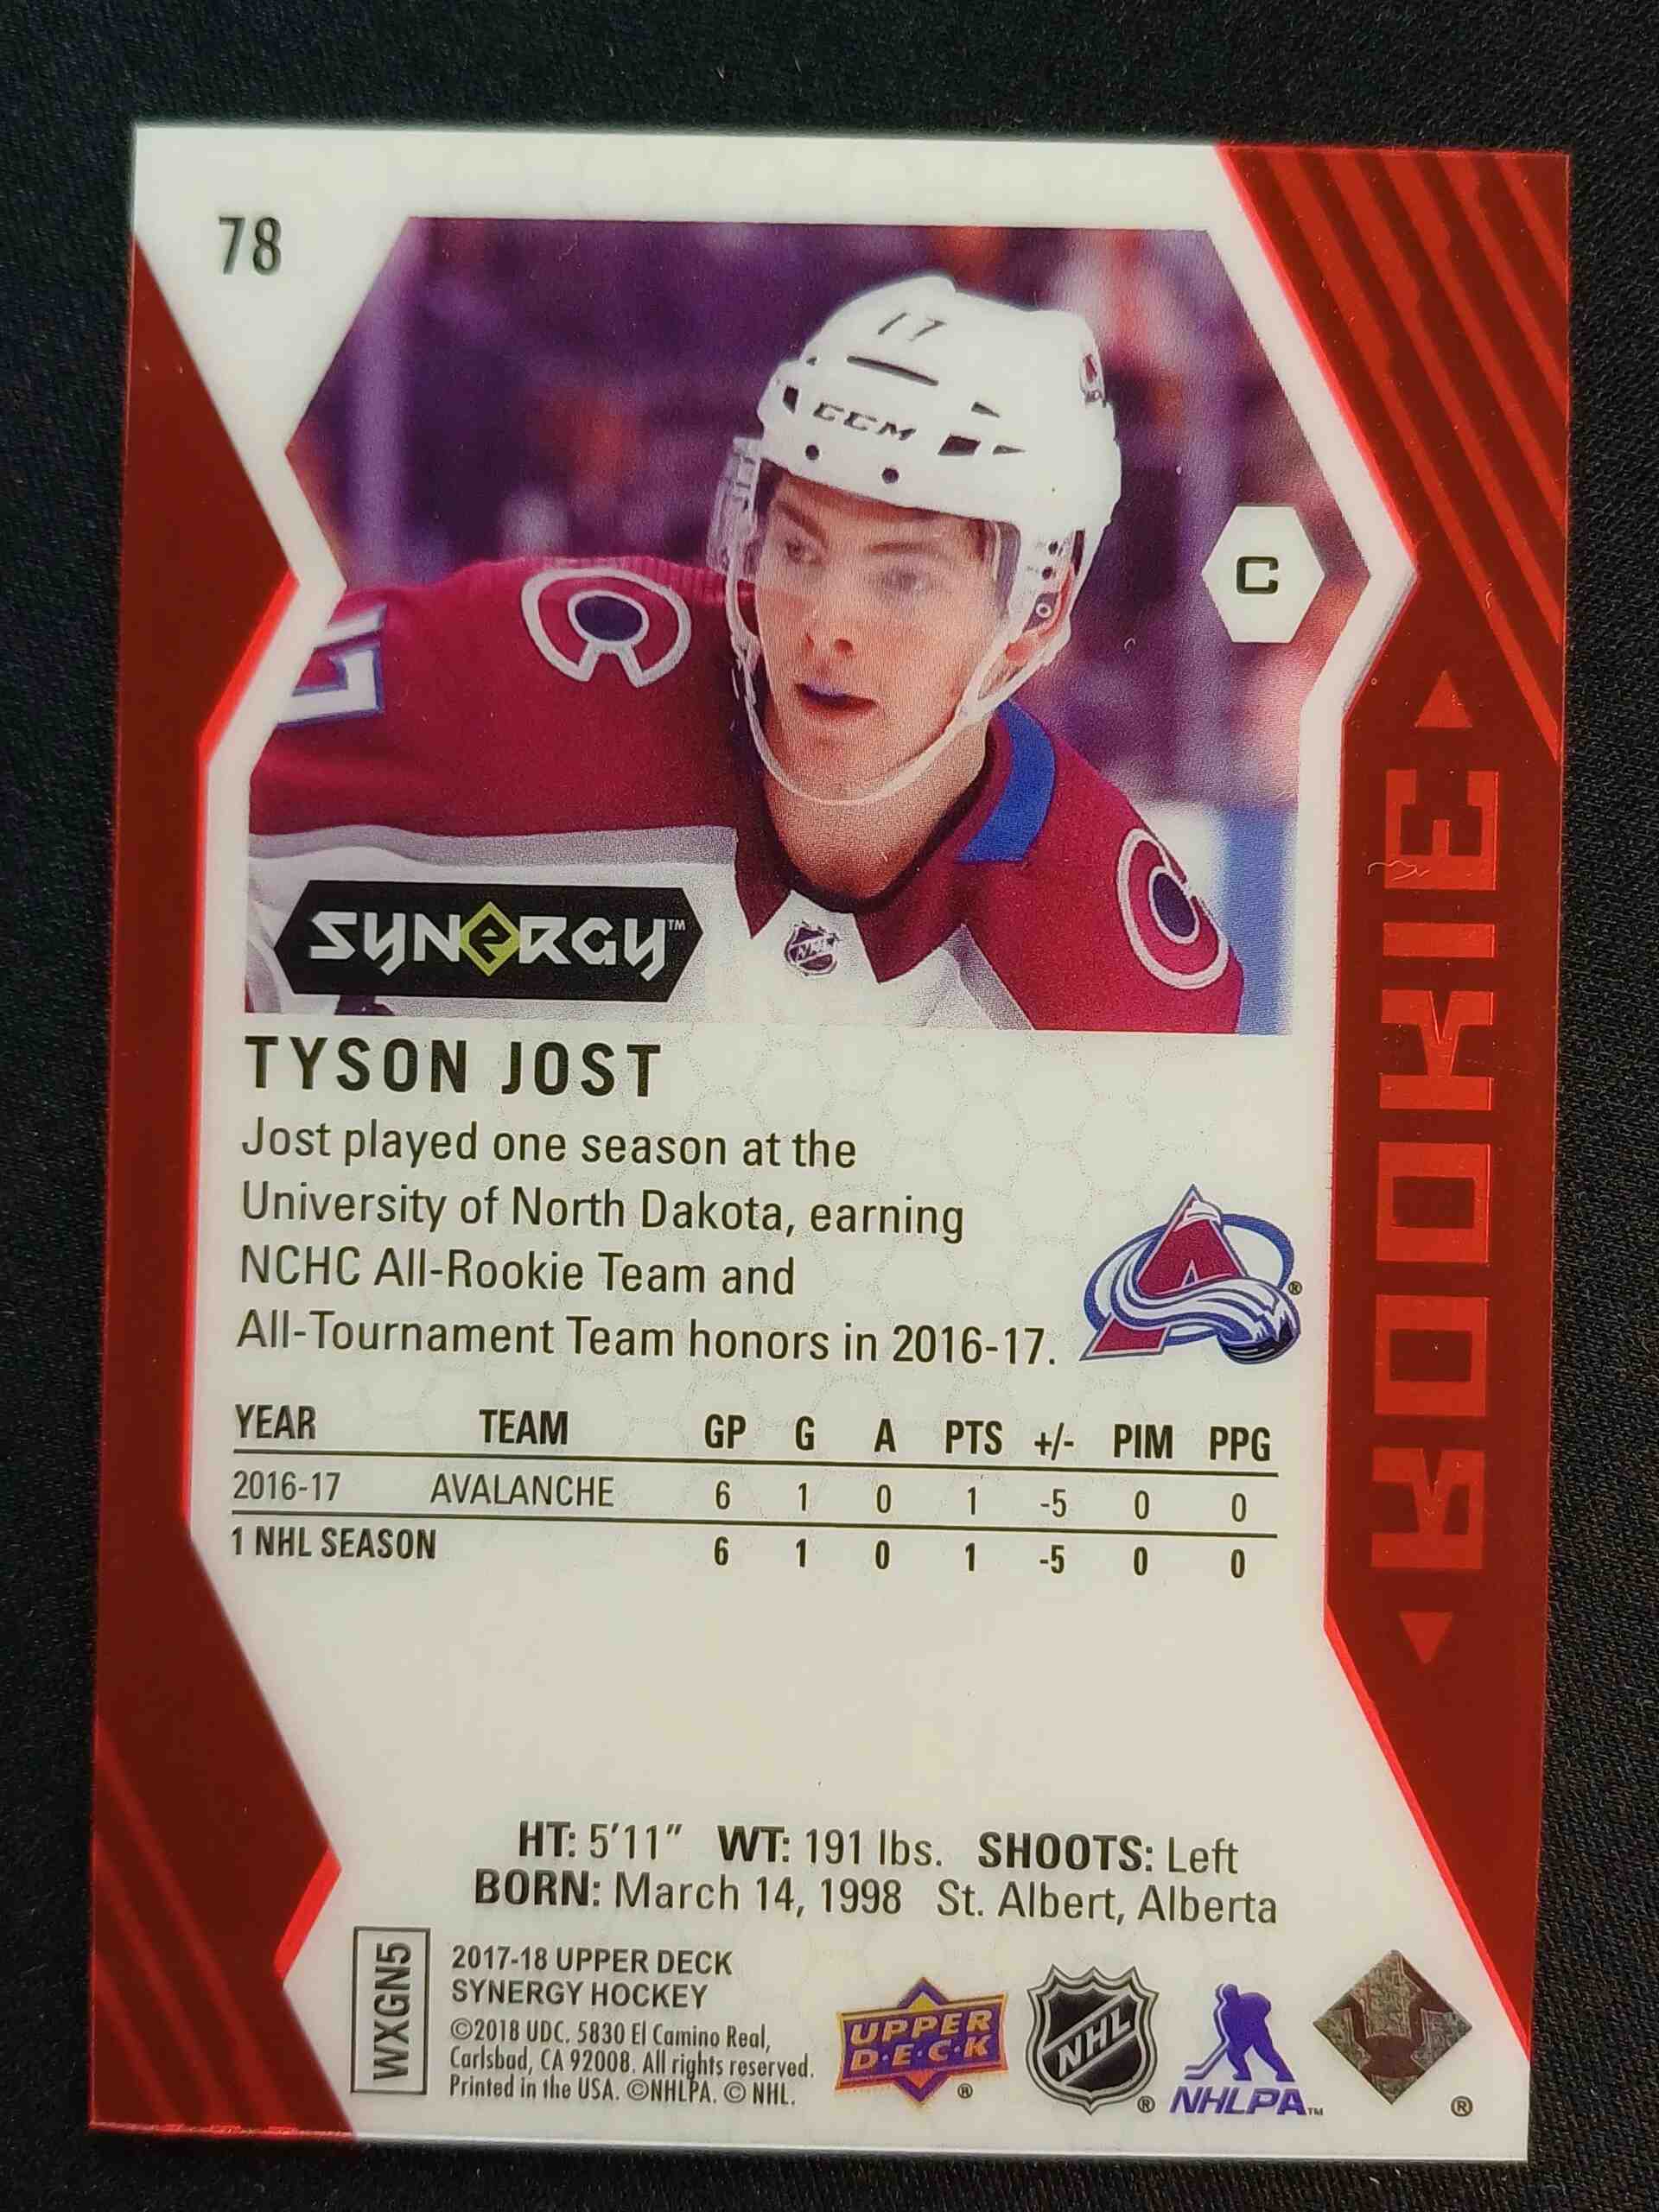 78
17
CCM
C
SYNERGY™
NHL
ROOKIE
TYSON JOST
Jost played one season at the
University of North Dakota, earning
NCHC All-Rookie Team and
All-Tournament Team honors in 2016-17.
®
YEAR TEAM GP G A PTS +/- PIM PPG
2016-17 AVALANCHE 6 1 0 1 -5 0 0
1 NHL SEASON 6 1 0 1 -5 0 0
HT: 5'11" WT: 191 lbs. SHOOTS: Left
BORN: March 14, 1998 St. Albert, Alberta
WXGN5
2017-18 UPPER DECK
SYNERGY HOCKEY
©2018 UDC. 5830 El Camino Real,
Carlsbad, CA 92008. All rights reserved.
Printed in the USA. ©NHLPA. © NHL.
UPPER
D·E·C·K
®
NHL
®
NHLPA™
®